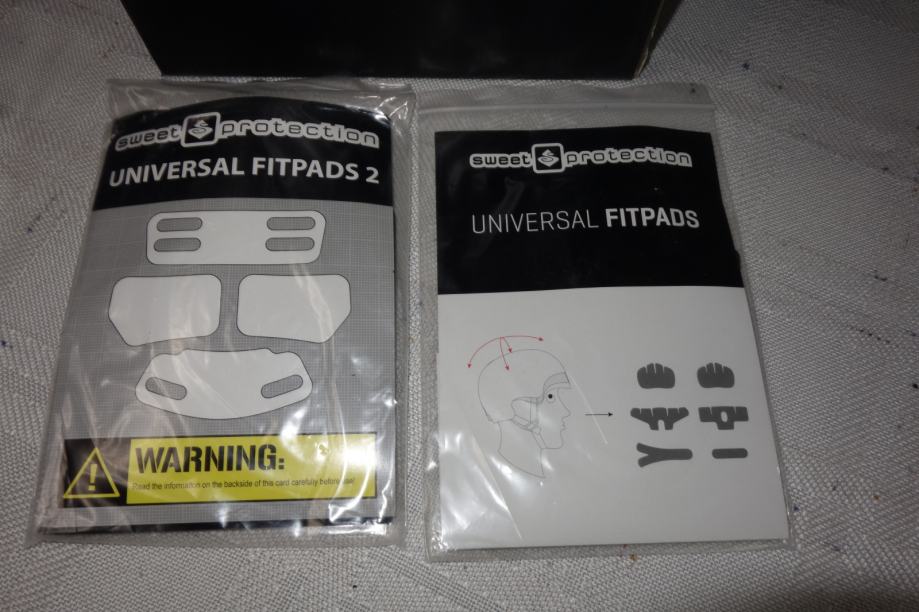 sweet protection
UNIVERSAL FITPADS 2
WARNING:
Read the information on the backside of this card carefully before use!
sweet protection
UNIVERSAL FITPADS